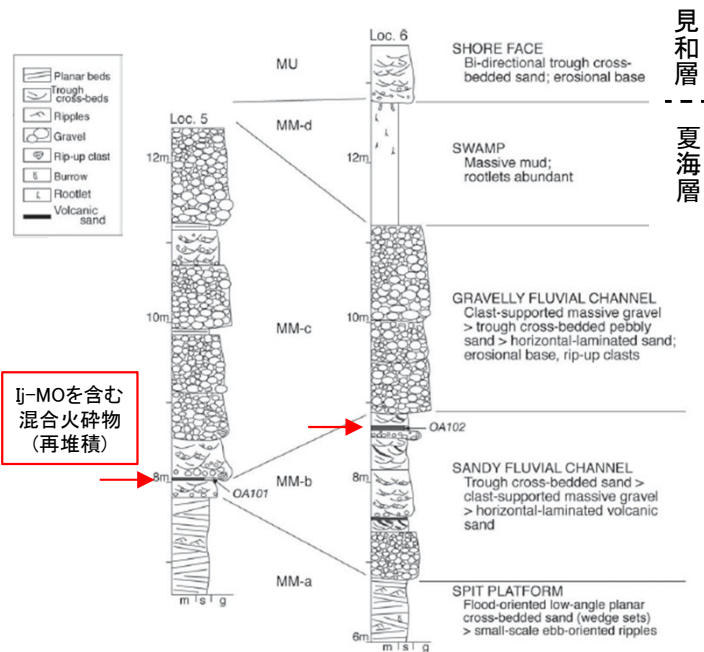 Planar beds
Trough
cross-beds
Ripples
Gravel
Rip-up clast
Burrow
Rootlet
Volcanic
sand
Loc. 5
12m
10m
8m
OA101
m s g
Ij-MOを含む
混合火砕物
(再堆積)
MU
MM-d
MM-c
MM-b
MM-a
Loc. 6
12m
10m
OA102
8m
6m
m s g
SHORE FACE
Bi-directional trough cross-
bedded sand; erosional base
SWAMP
Massive mud;
rootlets abundant
GRAVELLY FLUVIAL CHANNEL
Clast-supported massive gravel
> trough cross-bedded pebbly
sand > horizontal-laminated sand;
erosional base, rip-up clasts
SANDY FLUVIAL CHANNEL
Trough cross-bedded sand >
clast-supported massive gravel
> horizontal-laminated volcanic
sand
SPIT PLATFORM
Flood-oriented low-angle planar
cross-bedded sand (wedge sets)
> small-scale ebb-oriented ripples
見和層
夏海層